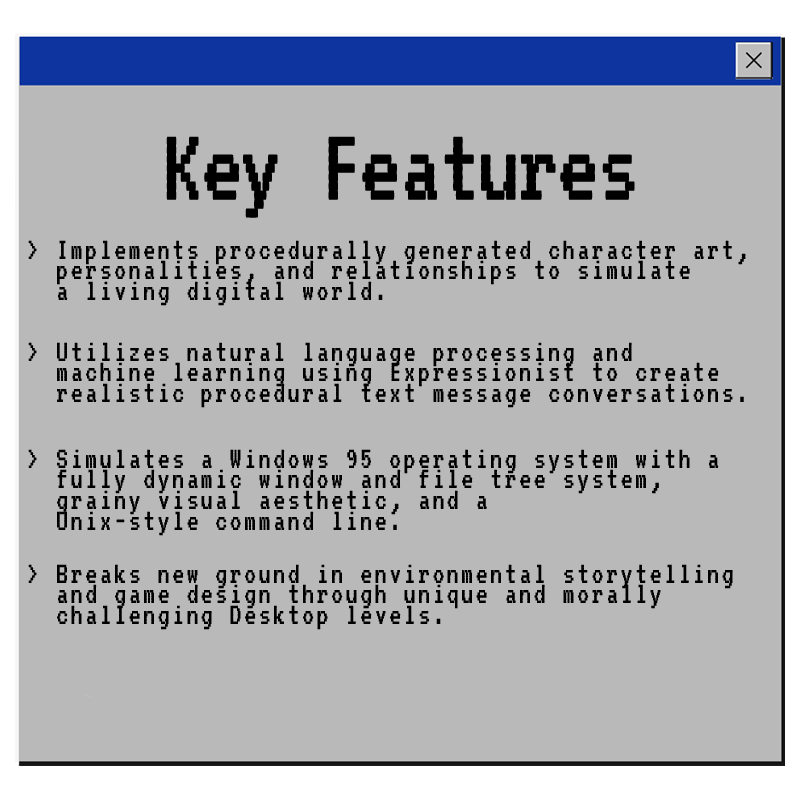 Key Features
> Implements procedurally generated character art,
personalities, and relationships to simulate
a living digital world.
> Utilizes natural language processing and
machine learning using Expressionist to create
realistic procedural text message conversations.
> Simulates a Windows 95 operating system with a
fully dynamic window and file tree system,
grainy visual aesthetic, and a
Unix-style command line.
> Breaks new ground in environmental storytelling
and game design through unique and morally
challenging Desktop levels.